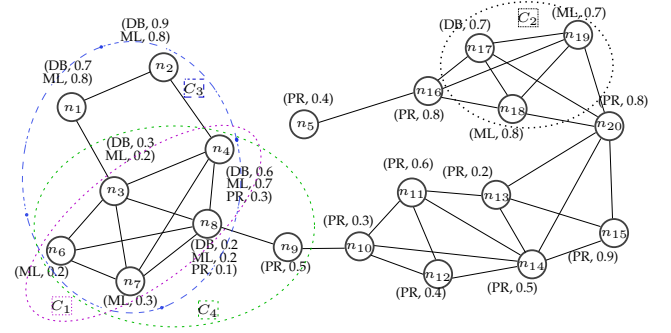 (DB, 0.9
ML, 0.8)
n2
(DB, 0.7
ML, 0.8)
n1
C3
(DB, 0.7)
C2
(ML, 0.7)
n17
n19
n16
(PR, 0.8)
n18
(ML, 0.8)
(PR, 0.8)
n20
(PR, 0.4)
n5
(DB, 0.3
ML, 0.2)
n4
(DB, 0.6
ML, 0.7
PR, 0.3)
n3
n8
(DB, 0.2
ML, 0.2
PR, 0.1)
n6
(ML, 0.2)
n7
(ML, 0.3)
C1
C4
n9
(PR, 0.5)
(PR, 0.3)
n10
(PR, 0.6)
n11
(PR, 0.2)
n13
n12
(PR, 0.4)
n14
(PR, 0.5)
n15
(PR, 0.9)